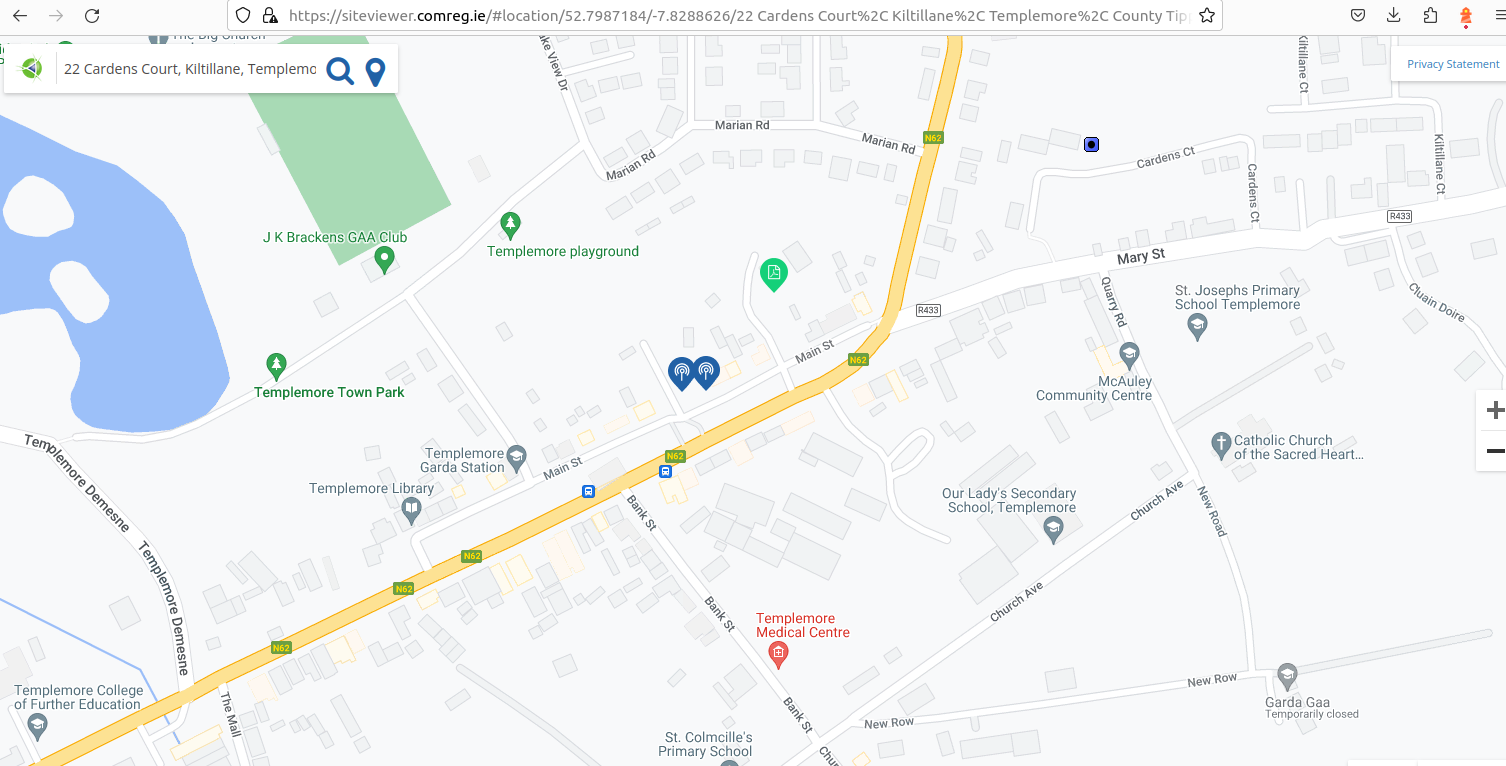 https://siteviewer.comreg.ie/#location/52.7987184/-7.8288626/22 Cardens Court%2C Kiltillane%2C Templemore%2C County Tip
The Big Church
22 Cardens Court, Kiltillane, Templemo
Privacy Statement
View Dr
Kiltillane Ct
Marian Rd
Marian Rd
Marian Rd
N62
Cardens Ct
Cardens Ct
Kiltillane Ct
R433
J K Brackens GAA Club
Templemore playground
Mary St
Quarry Rd
St. Josephs Primary
School Templemore
Cluain Doire
R433
Main St
N62
Templemore Town Park
McAuley
Community Centre
Templemore Demesne
Templemore
Garda Station
Main St
N62
Catholic Church
of the Sacred Heart...
Templemore Library
Bank St
Our Lady's Secondary
School, Templemore
Church Ave
New Road
Templemore Demesne
N62
N62
Church Ave
Bank St
Templemore
Medical Centre
N62
Templemore College
of Further Education
The Mall
Bank St
New Row
New Row
Garda Gaa
Temporarily closed
St. Colmcille's
Primary School